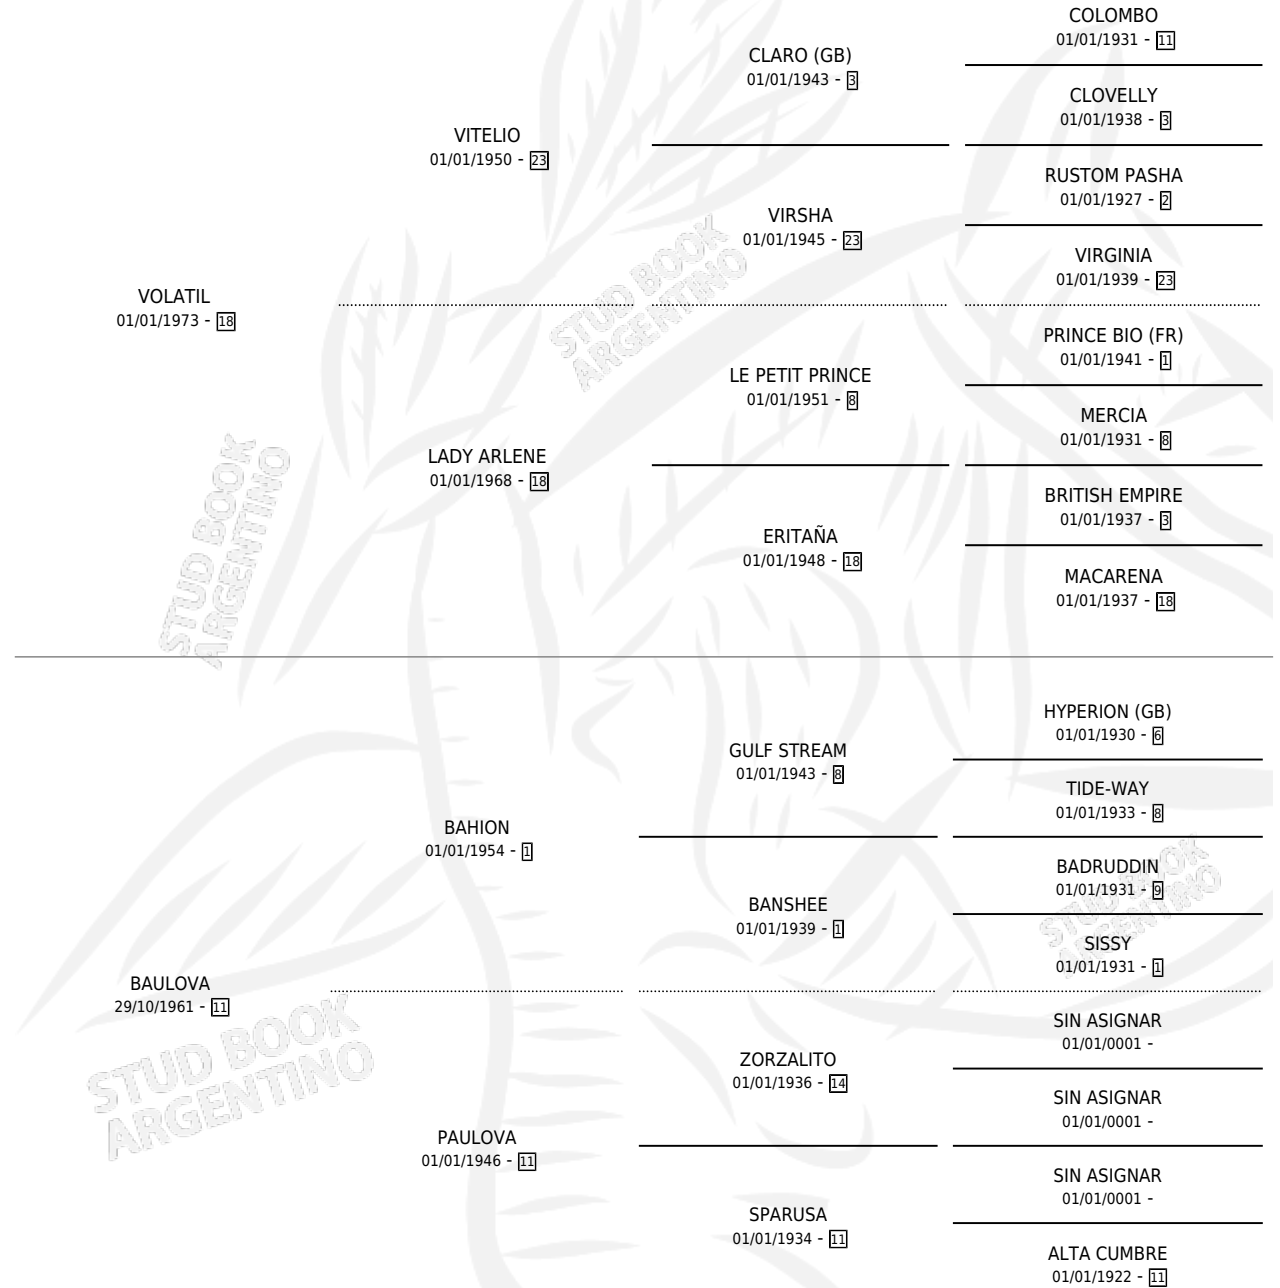 COLOMBO
01/01/1931 - 11
CLARO (GB)
01/01/1943 - 3
CLOVELLY
01/01/1938 - 3
VITELIO
01/01/1950 - 23
RUSTOM PASHA
01/01/1927 - 2
VIRSHA
01/01/1945 - 23
VIRGINIA
01/01/1939 - 23
VOLATIL
01/01/1973 - 18
PRINCE BIO (FR)
01/01/1941 - 1
LE PETIT PRINCE
01/01/1951 - 8
MERCIA
01/01/1931 - 8
LADY ARLENE
01/01/1968 - 18
BRITISH EMPIRE
01/01/1937 - 3
ERITAÑA
01/01/1948 - 18
MACARENA
01/01/1937 - 18
STUD BOOK
ARGENTINO
STUD BOOK
ARGENTINO
HYPERION (GB)
01/01/1930 - 6
GULF STREAM
01/01/1943 - 8
TIDE-WAY
01/01/1933 - 8
BAHION
01/01/1954 - 1
BADRUDDIN
01/01/1931 - 9
BANSHEE
01/01/1939 - 1
SISSY
01/01/1931 - 1
BAULOVA
29/10/1961 - 11
SIN ASIGNAR
01/01/0001 -
ZORZALITO
01/01/1936 - 14
SIN ASIGNAR
01/01/0001 -
PAULOVA
01/01/1946 - 11
SIN ASIGNAR
01/01/0001 -
SPARUSA
01/01/1934 - 11
ALTA CUMBRE
01/01/1922 - 11
STUD BOOK
ARGENTINO
STUD BOOK
ARGENTINO